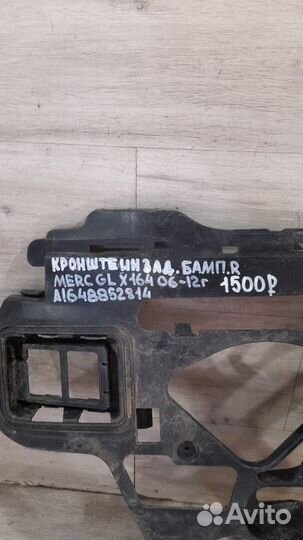 КРОНШТЕЙН ЗАД. БАМП. R
MERC GL X164 06-12г 1500₽
A1648852814
Avito